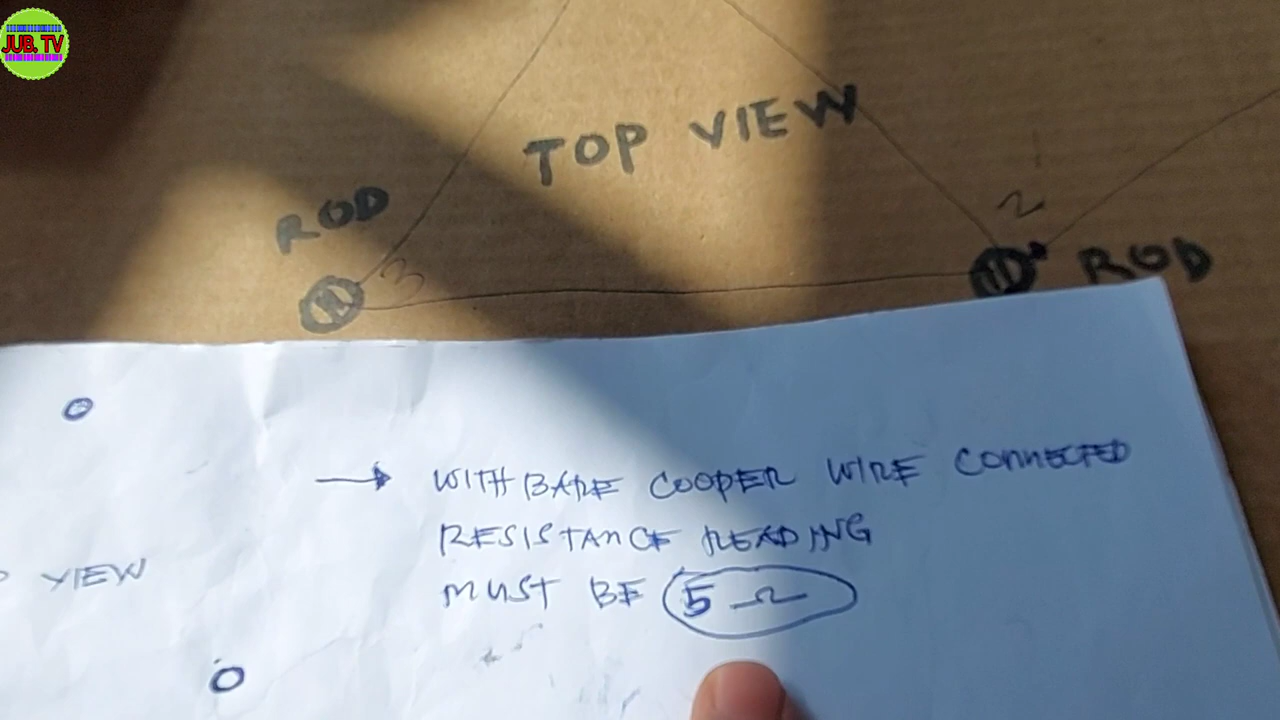 JUB.TV
TOP VIEW
ROD
3
2
ROD
→ WITH BARE COOPER WIRE CONNECTED
RESISTANCE READING
MUST BE 5 Ω
VIEW